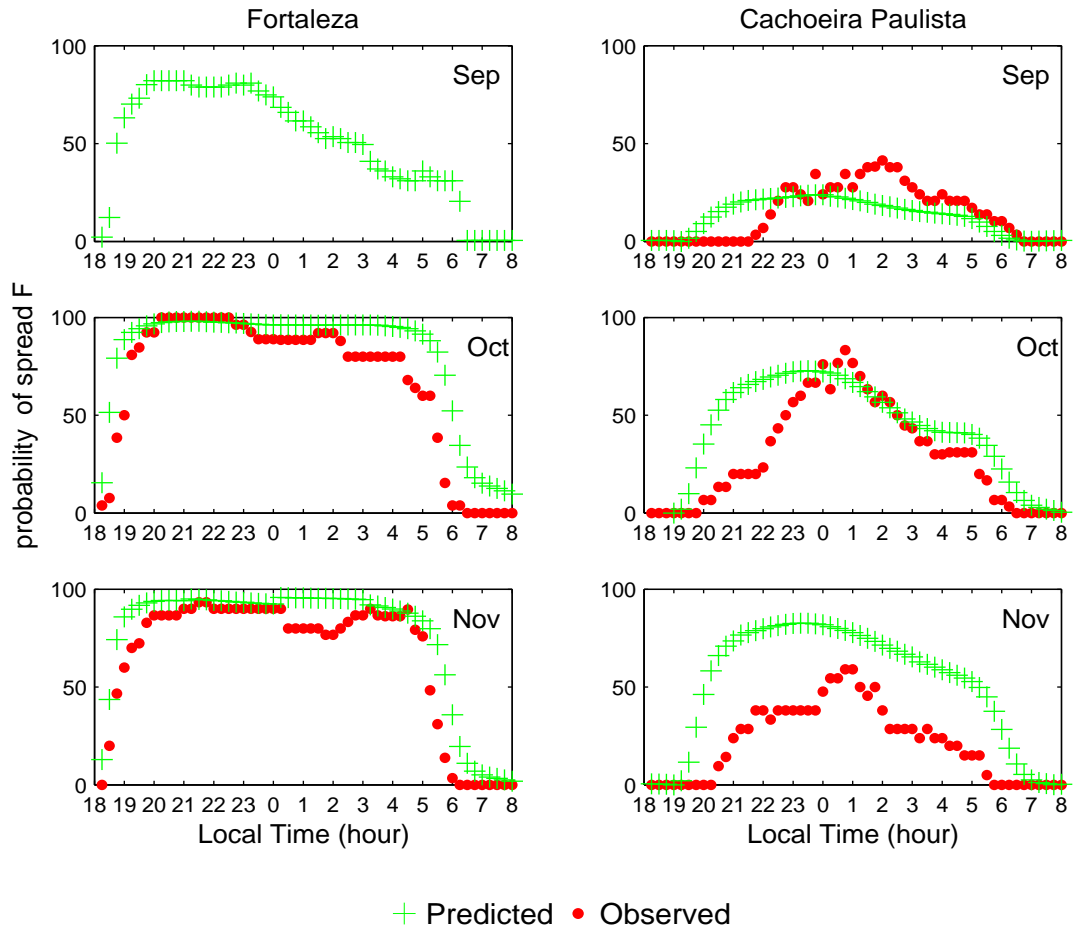 Fortaleza
Cachoeira Paulista
probability of spread F
100
50
0
Sep
18 19 20 21 22 23 0 1 2 3 4 5 6 7 8
100
50
0
Sep
18 19 20 21 22 23 0 1 2 3 4 5 6 7 8
100
50
0
Oct
18 19 20 21 22 23 0 1 2 3 4 5 6 7 8
100
50
0
Oct
18 19 20 21 22 23 0 1 2 3 4 5 6 7 8
100
50
0
Nov
18 19 20 21 22 23 0 1 2 3 4 5 6 7 8
Local Time (hour)
100
50
0
Nov
18 19 20 21 22 23 0 1 2 3 4 5 6 7 8
Local Time (hour)
Predicted Observed